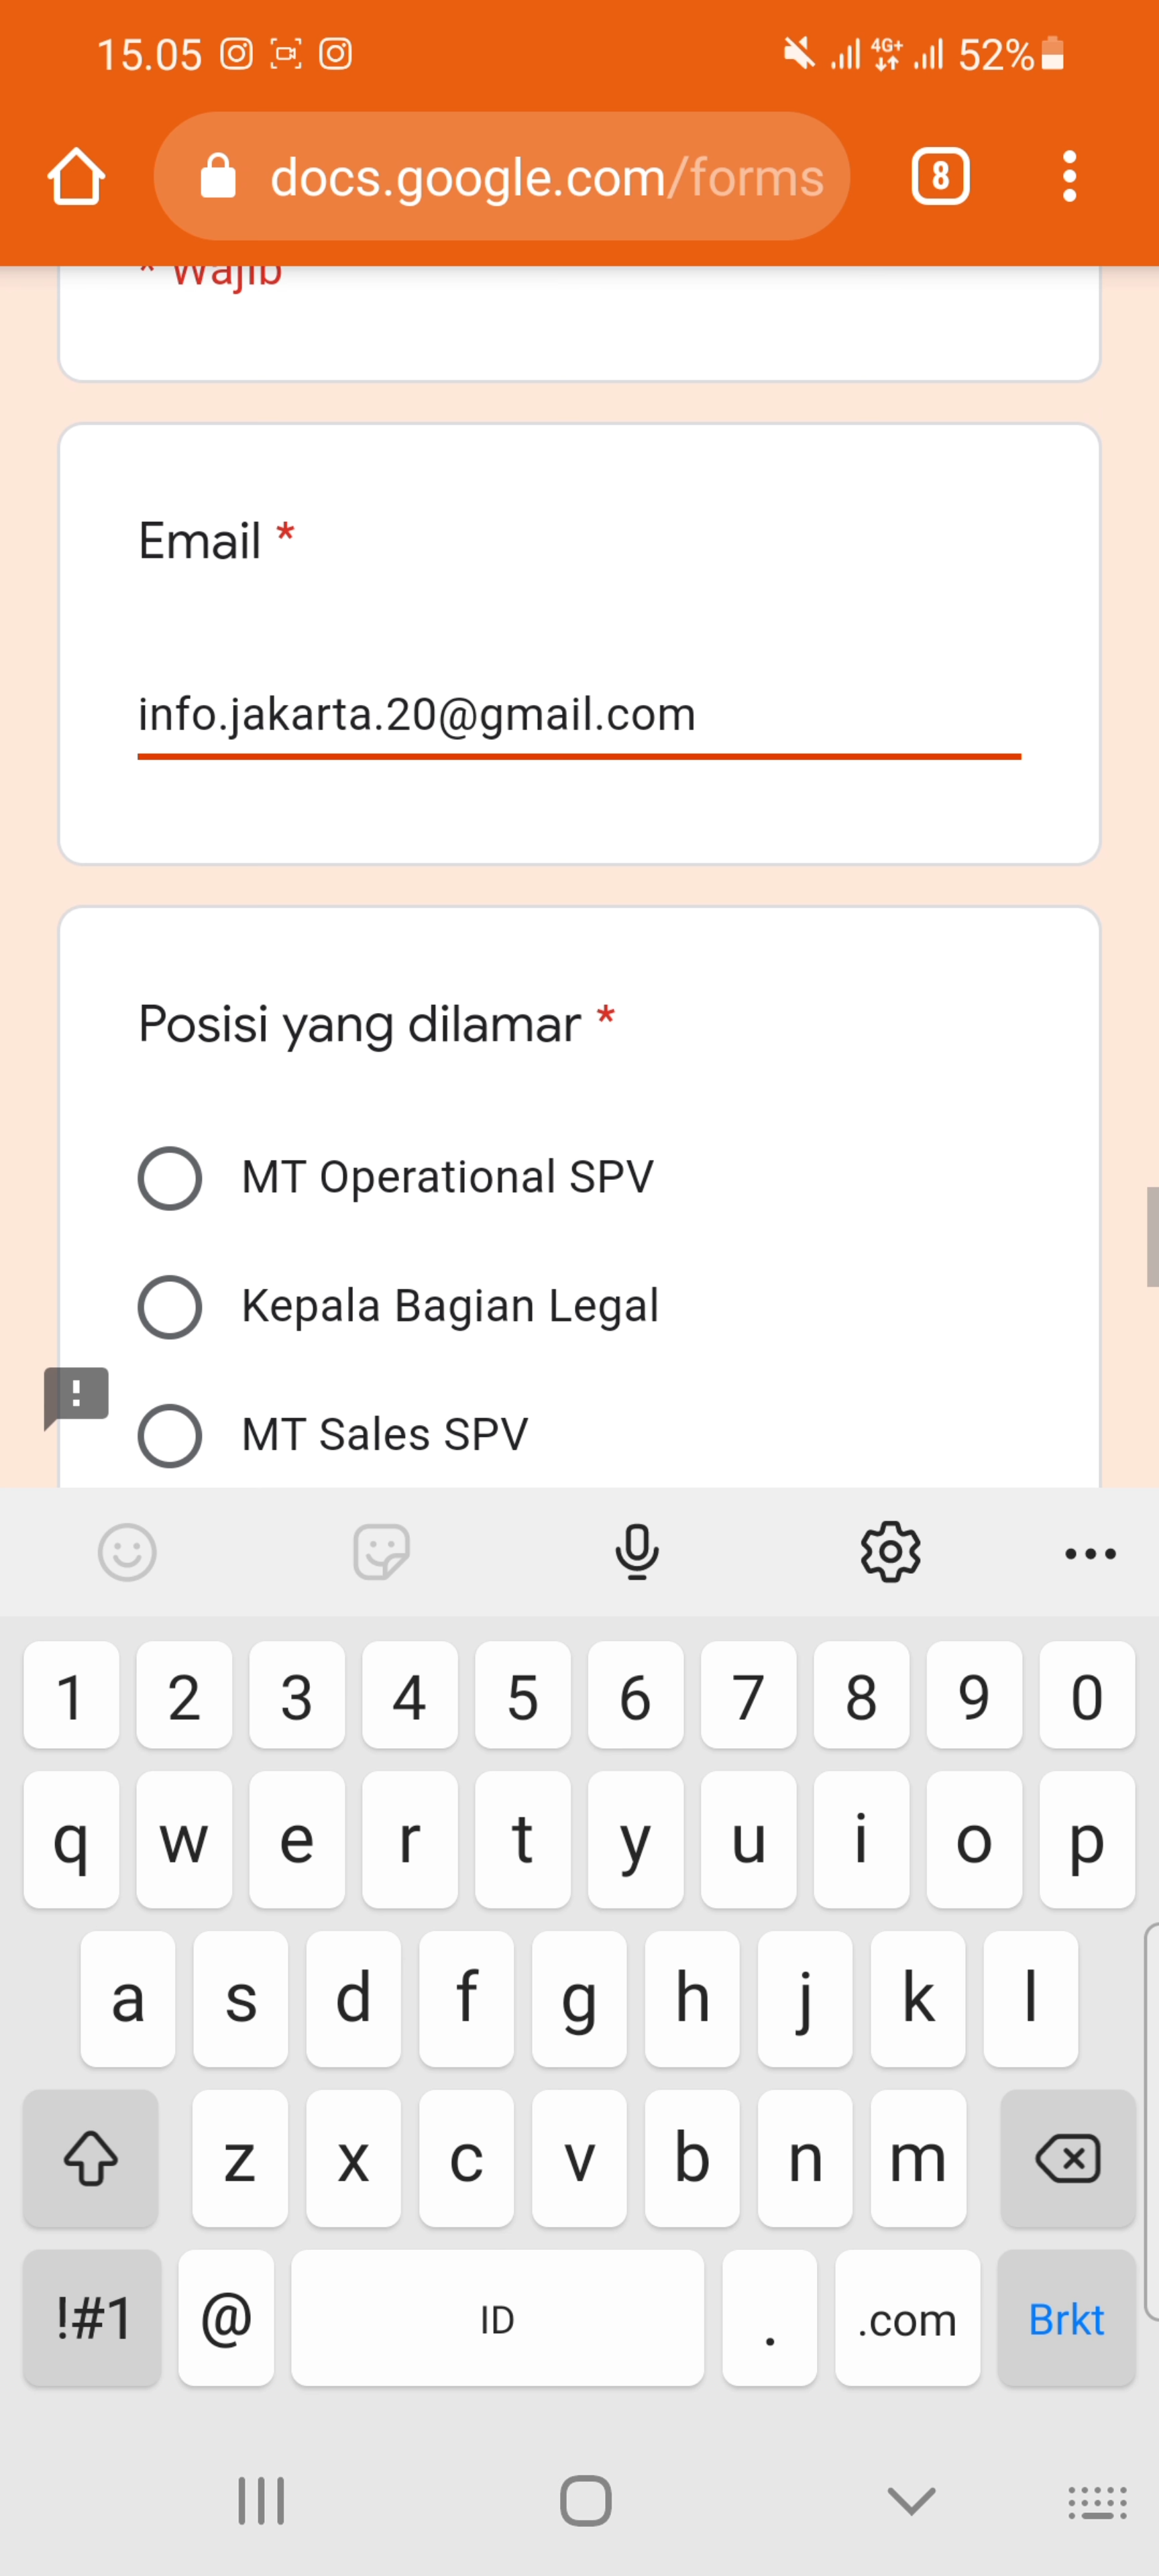 15.05 4G+ 52%
docs.google.com/forms 8
* Wajib
Email *
info.jakarta.20@gmail.com
Posisi yang dilamar *
MT Operational SPV
Kepala Bagian Legal
MT Sales SPV
1 2 3 4 5 6 7 8 9 0
q w e r t y u i o p
a s d f g h j k l
z x c v b n m
!#1 @ ID . .com Brkt